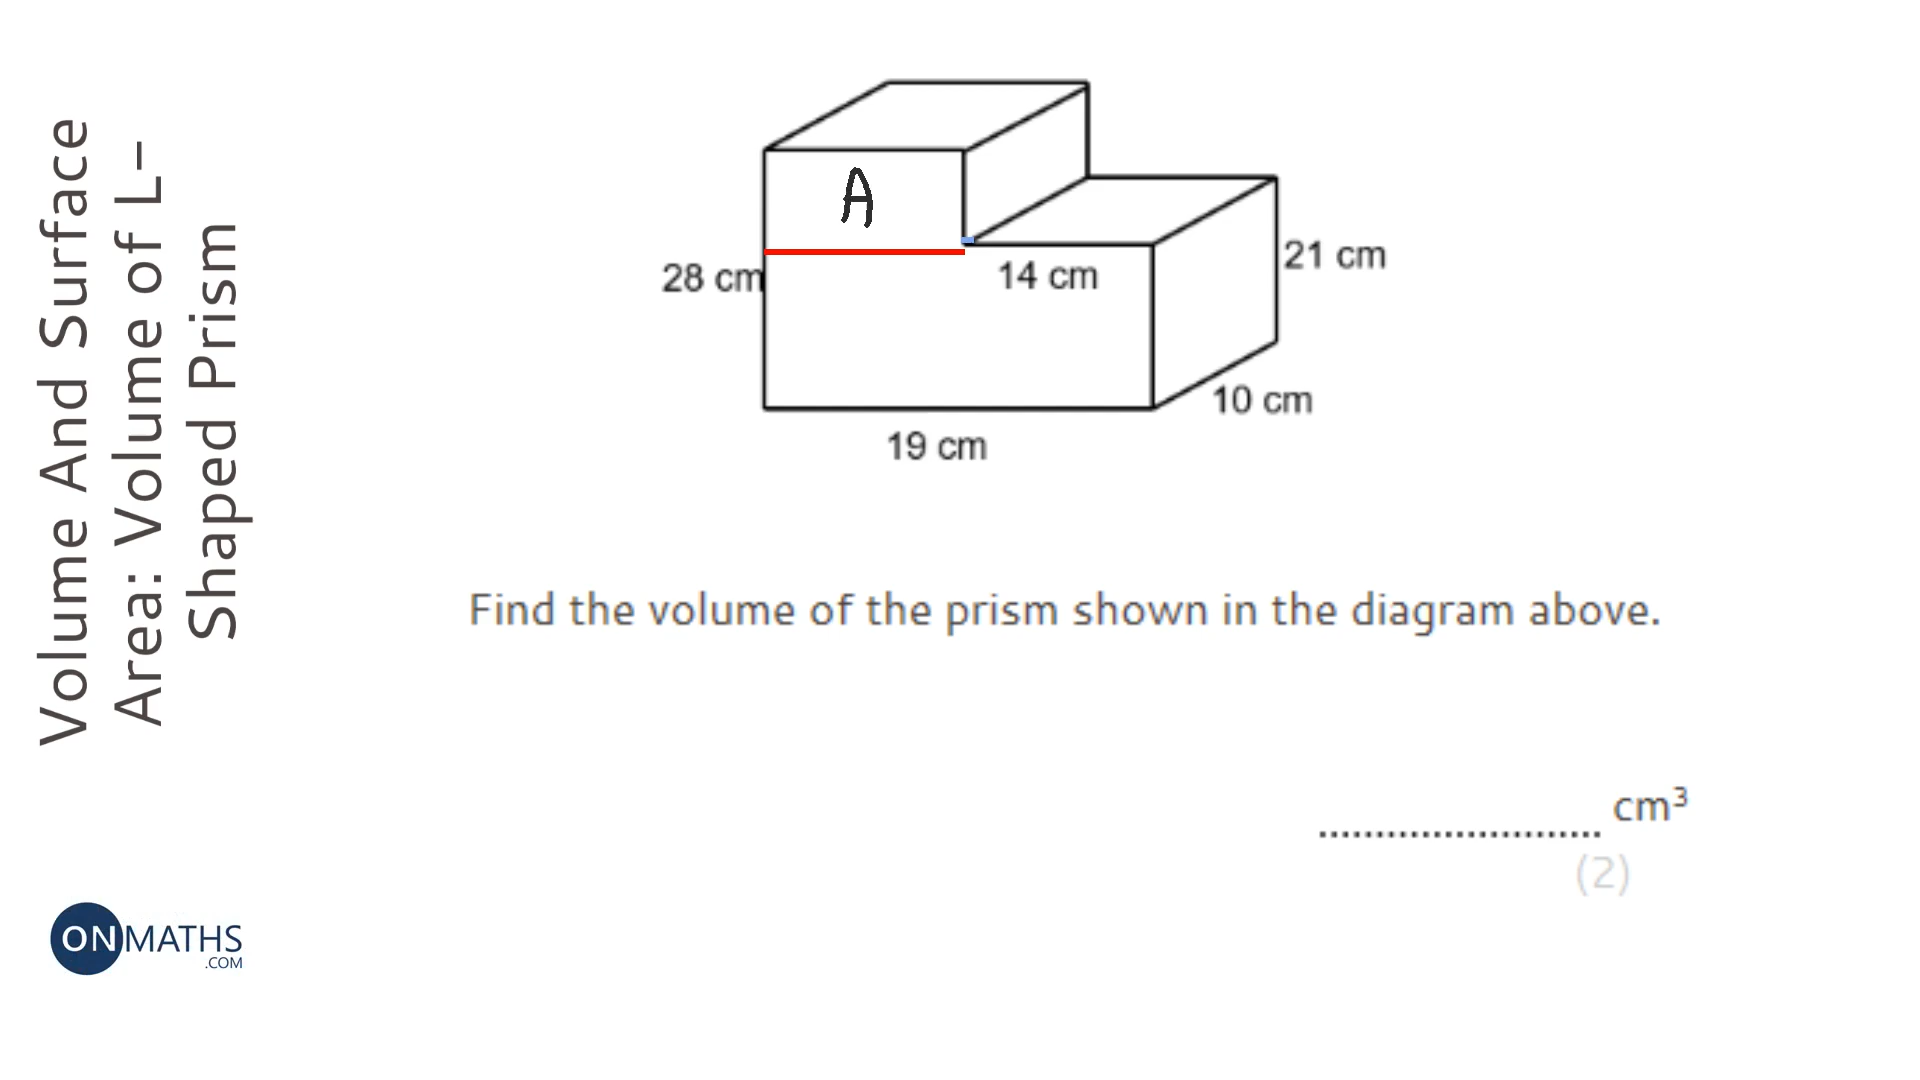 Volume And Surface
Area: Volume of L-
Shaped Prism
A
28 cm
14 cm
21 cm
10 cm
19 cm
Find the volume of the prism shown in the diagram above.
cm³
(2)
ONMATHS
.COM